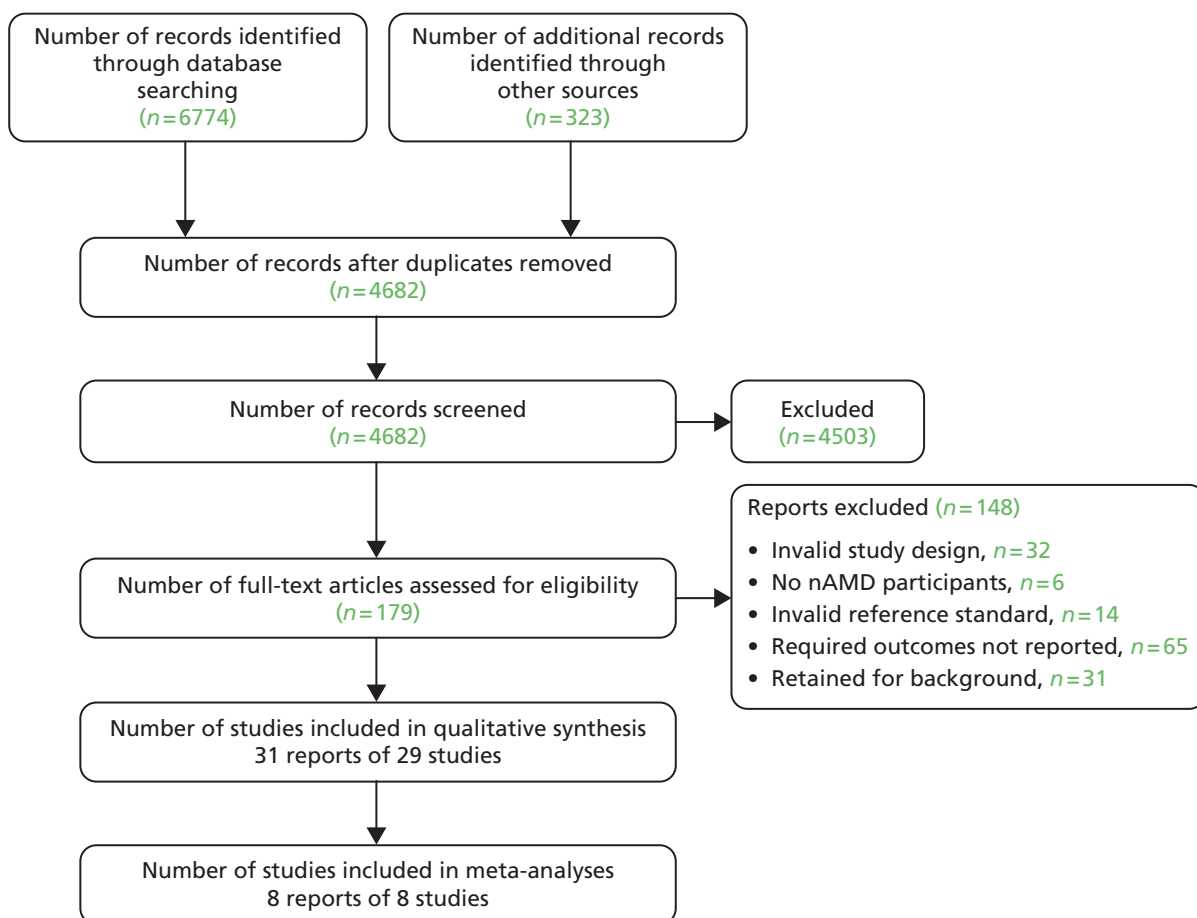 Number of records identified
through database
searching
(n=6774)
Number of additional records
identified through
other sources
(n=323)
Number of records after duplicates removed
(n=4682)
Number of records screened
(n=4682)
Excluded
(n=4503)
Number of full-text articles assessed for eligibility
(n=179)
Reports excluded (n=148)
• Invalid study design, n=32
• No nAMD participants, n=6
• Invalid reference standard, n=14
• Required outcomes not reported, n=65
• Retained for background, n=31
Number of studies included in qualitative synthesis
31 reports of 29 studies
Number of studies included in meta-analyses
8 reports of 8 studies